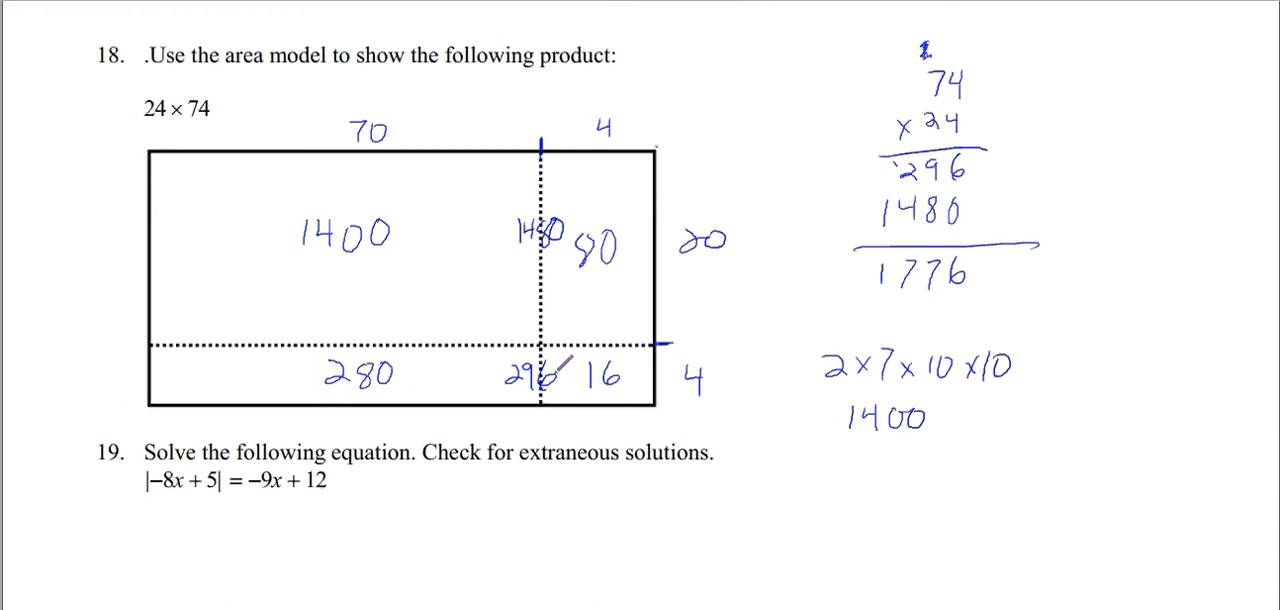 18. .Use the area model to show the following product:
24 × 74
70 4
1400 1480 80 20
280 296 16 4
74
x 24
296
1480
1776
2 x 7 x 10 x 10
1400
19. Solve the following equation. Check for extraneous solutions.
|–8x + 5| = –9x + 12